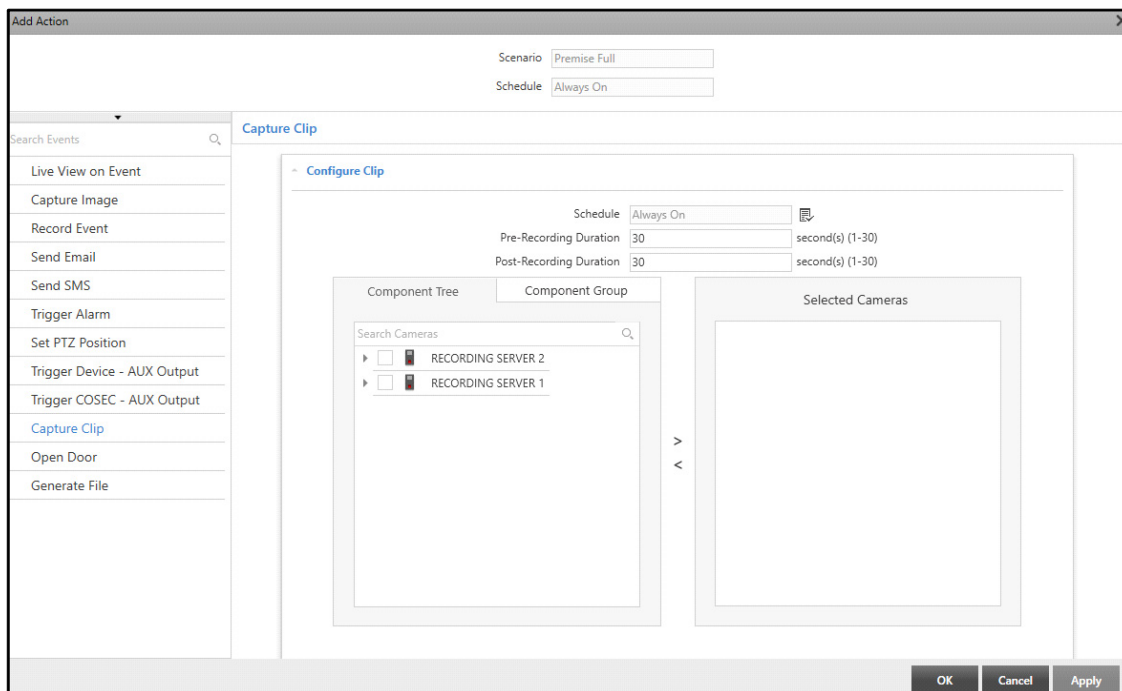 Add Action
Scenario Premise Full
Schedule Always On
Search Events
Live View on Event
Capture Image
Record Event
Send Email
Send SMS
Trigger Alarm
Set PTZ Position
Trigger Device - AUX Output
Trigger COSEC - AUX Output
Capture Clip
Open Door
Generate File
Capture Clip
Configure Clip
Schedule Always On
Pre-Recording Duration 30 second(s) (1-30)
Post-Recording Duration 30 second(s) (1-30)
Component Tree Component Group
Search Cameras
RECORDING SERVER 2
RECORDING SERVER 1
>
<
Selected Cameras
OK Cancel Apply